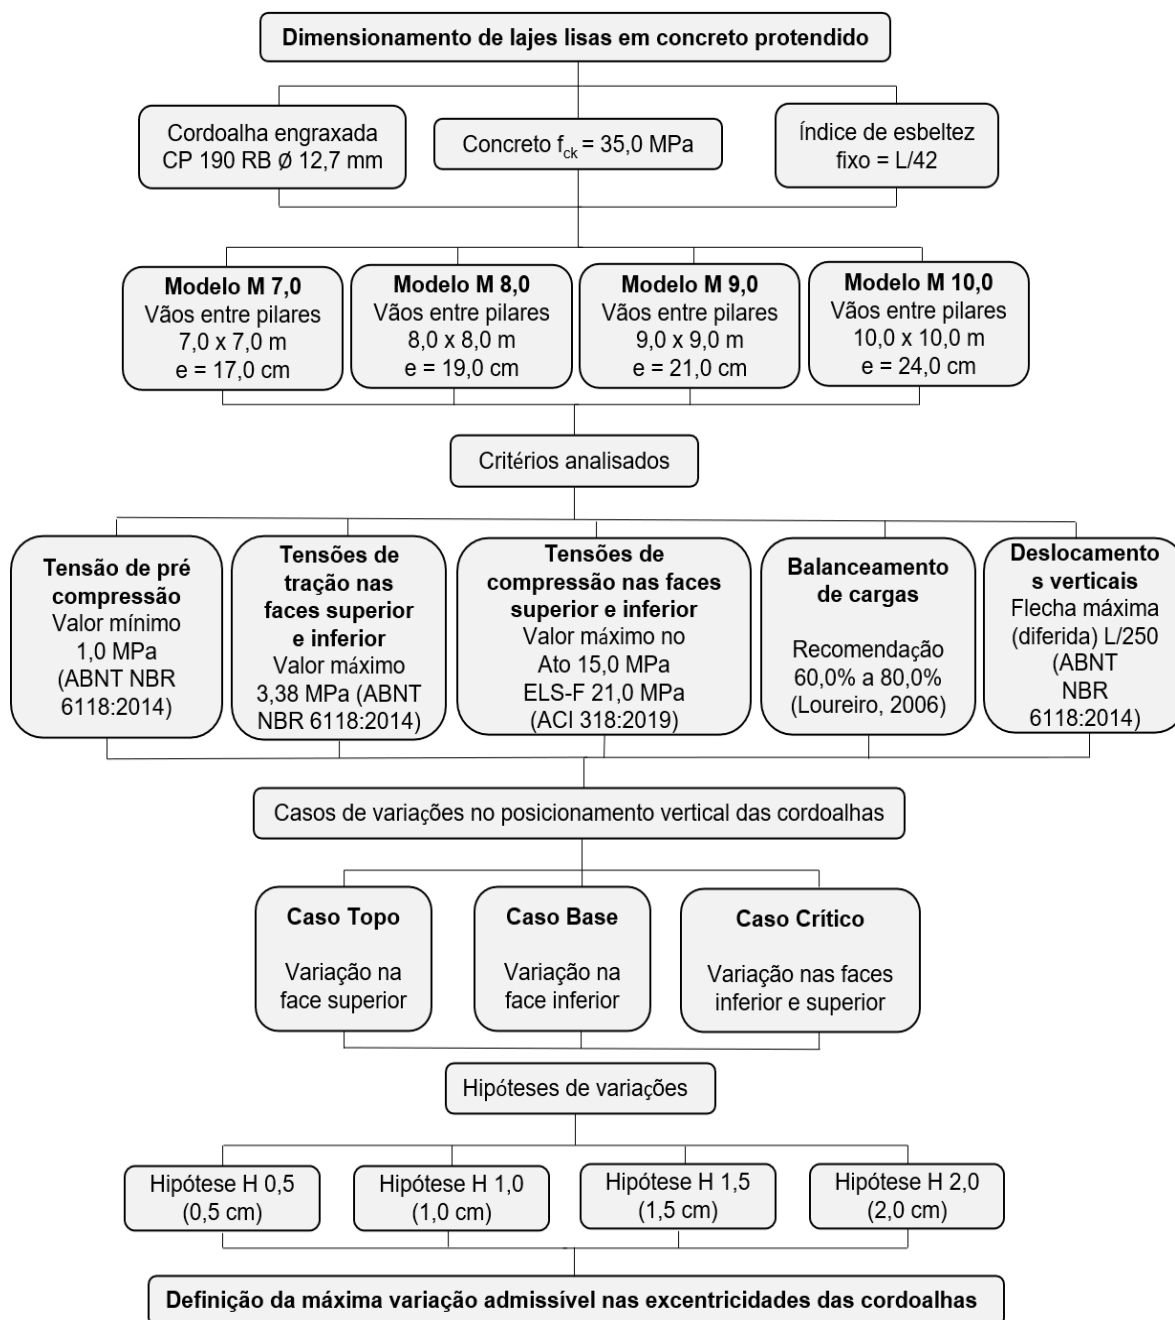 Dimensionamento de lajes lisas em concreto protendido
Cordoalha engraxada
CP 190 RB Ø 12,7 mm
Concreto fck = 35,0 MPa
Índice de esbeltez
fixo = L/42
Modelo M 7,0
Vãos entre pilares
7,0 x 7,0 m
e = 17,0 cm
Modelo M 8,0
Vãos entre pilares
8,0 x 8,0 m
e = 19,0 cm
Modelo M 9,0
Vãos entre pilares
9,0 x 9,0 m
e = 21,0 cm
Modelo M 10,0
Vãos entre pilares
10,0 x 10,0 m
e = 24,0 cm
Critérios analisados
Tensão de pré
compressão
Valor mínimo
1,0 MPa
(ABNT NBR
6118:2014)
Tensões de
tração nas
faces superior
e inferior
Valor máximo
3,38 MPa (ABNT
NBR 6118:2014)
Tensões de
compressão nas faces
superior e inferior
Valor máximo no
Ato 15,0 MPa
ELS-F 21,0 MPa
(ACI 318:2019)
Balanceamento
de cargas
Recomendação
60,0% a 80,0%
(Loureiro, 2006)
Deslocamento
s verticais
Flecha máxima
(diferida) L/250
(ABNT
NBR
6118:2014)
Casos de variações no posicionamento vertical das cordoalhas
Caso Topo
Variação na
face superior
Caso Base
Variação na
face inferior
Caso Crítico
Variação nas faces
inferior e superior
Hipóteses de variações
Hipótese H 0,5
(0,5 cm)
Hipótese H 1,0
(1,0 cm)
Hipótese H 1,5
(1,5 cm)
Hipótese H 2,0
(2,0 cm)
Definição da máxima variação admissível nas excentricidades das cordoalhas